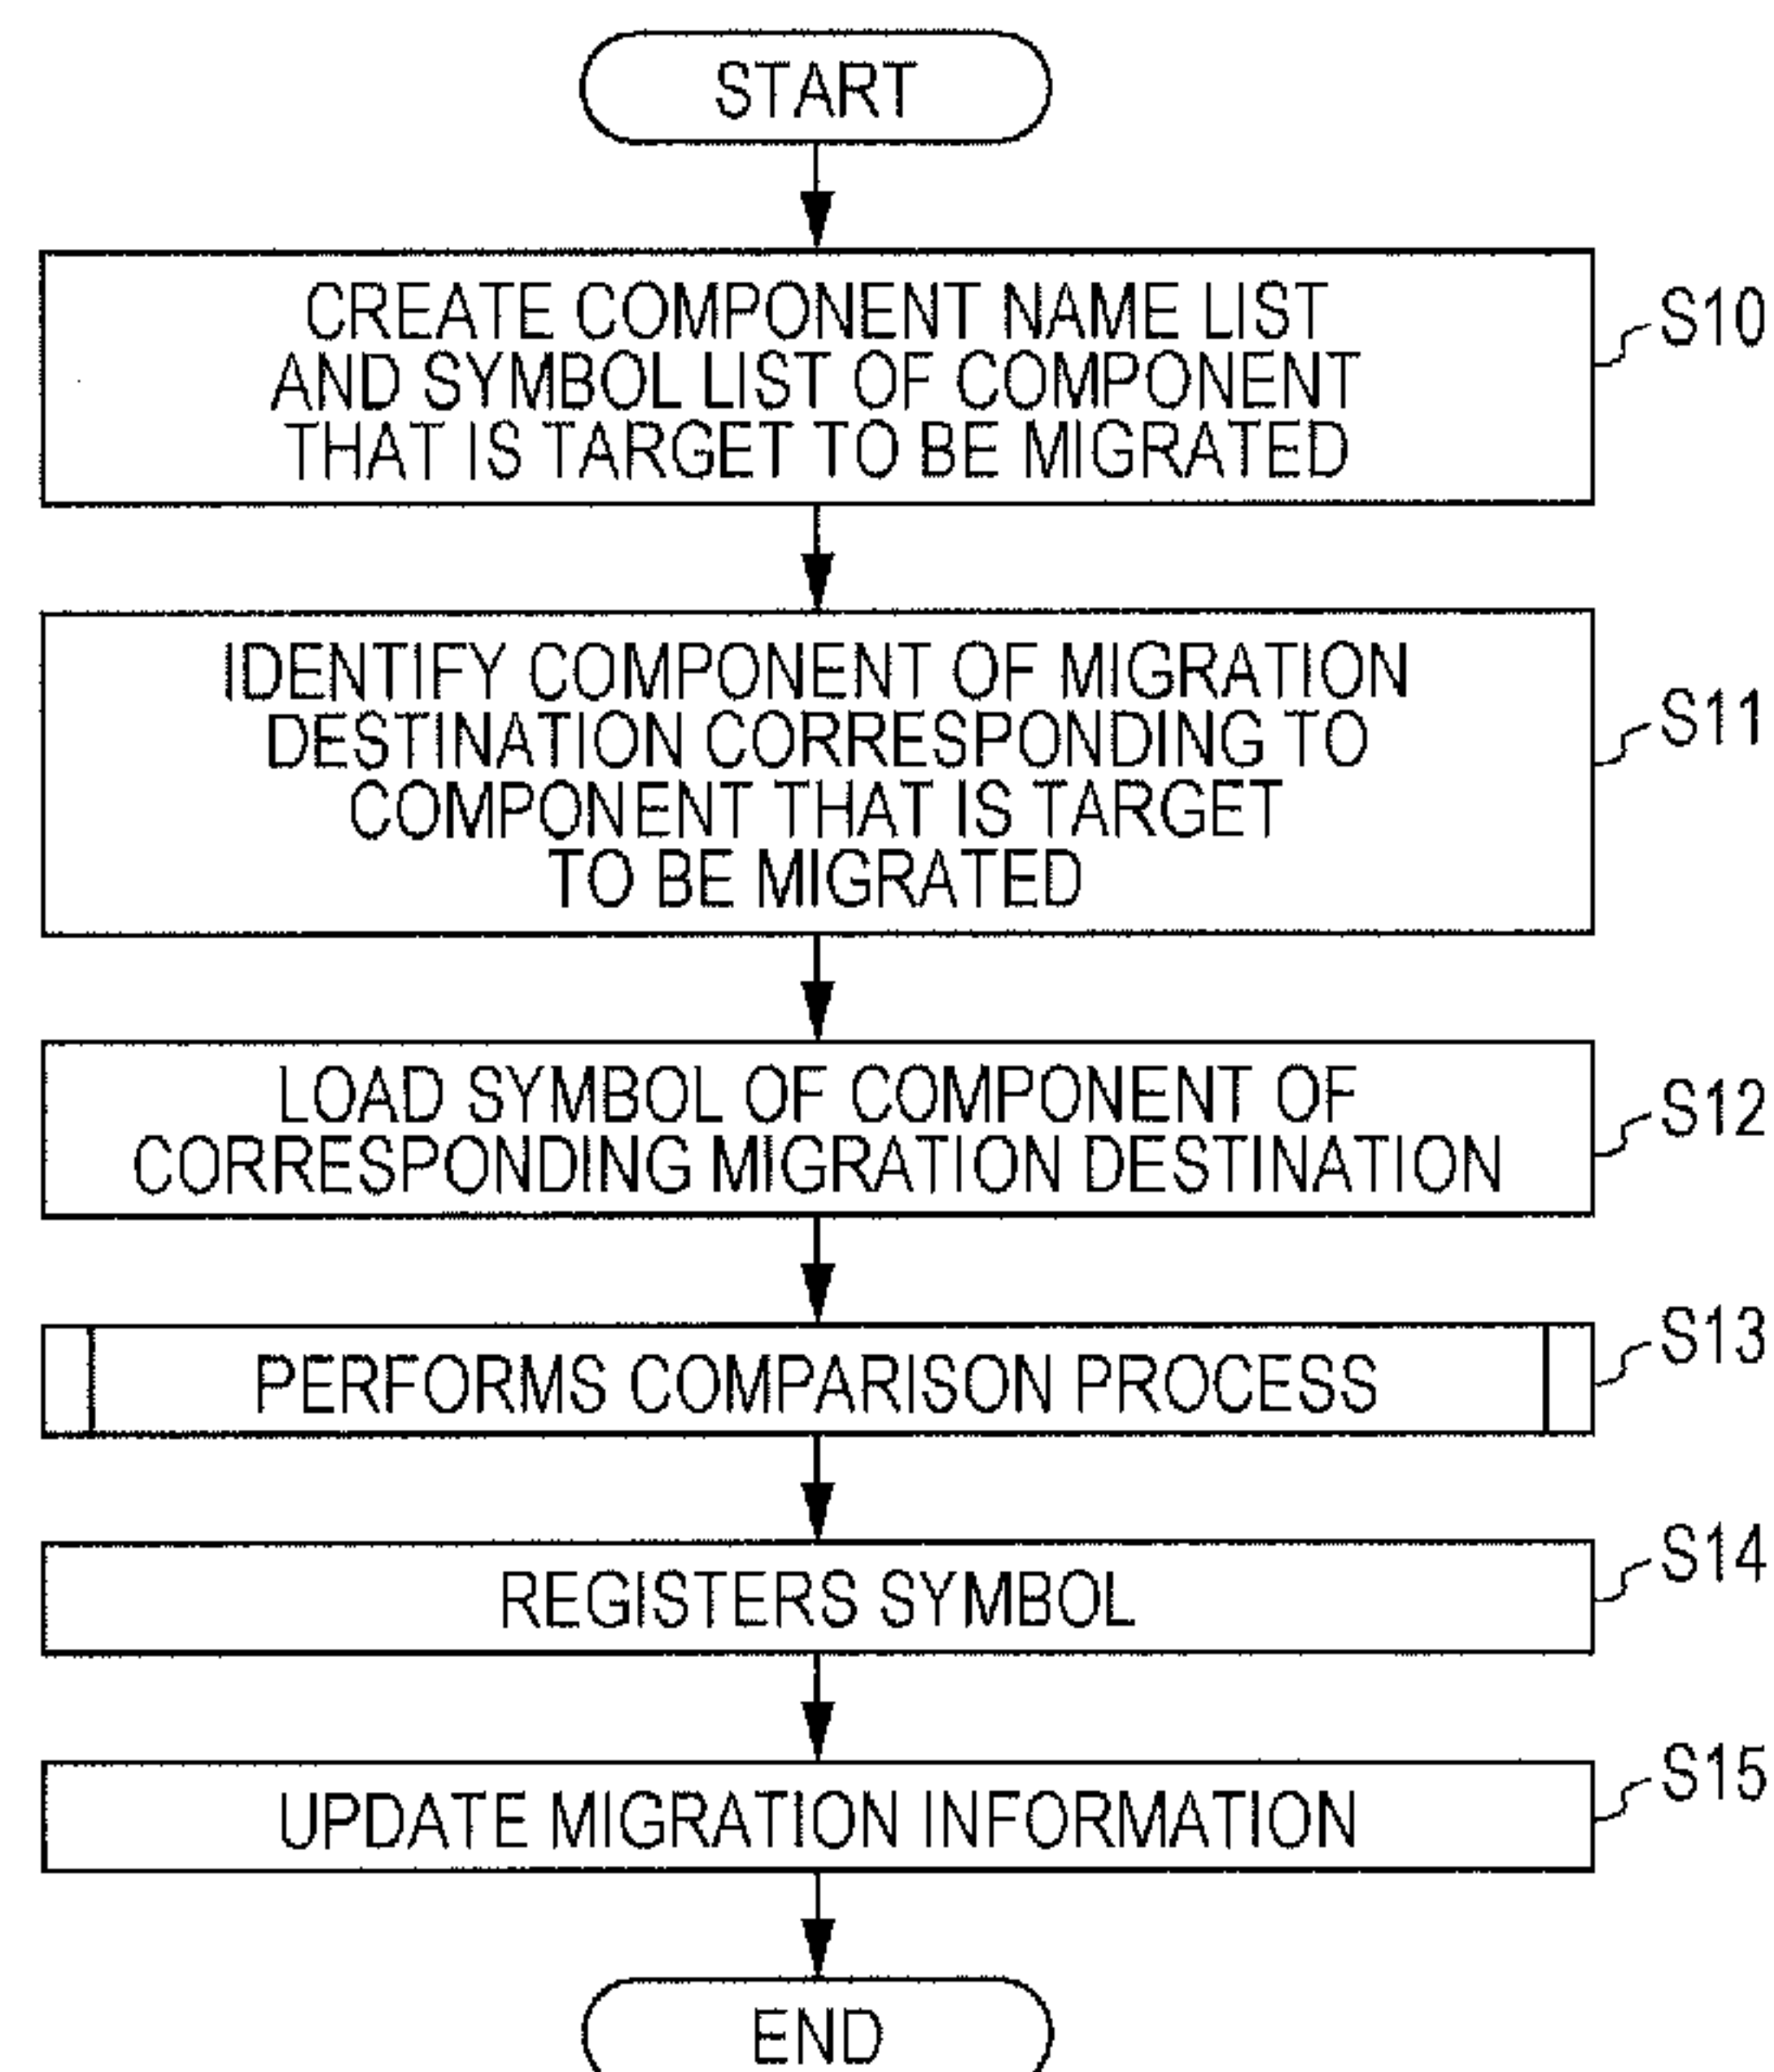 START
CREATE COMPONENT NAME LIST
AND SYMBOL LIST OF COMPONENT
THAT IS TARGET TO BE MIGRATED
S10
IDENTIFY COMPONENT OF MIGRATION
DESTINATION CORRESPONDING TO
COMPONENT THAT IS TARGET
TO BE MIGRATED
S11
LOAD SYMBOL OF COMPONENT OF
CORRESPONDING MIGRATION DESTINATION
S12
PERFORMS COMPARISON PROCESS
S13
REGISTERS SYMBOL
S14
UPDATE MIGRATION INFORMATION
S15
END